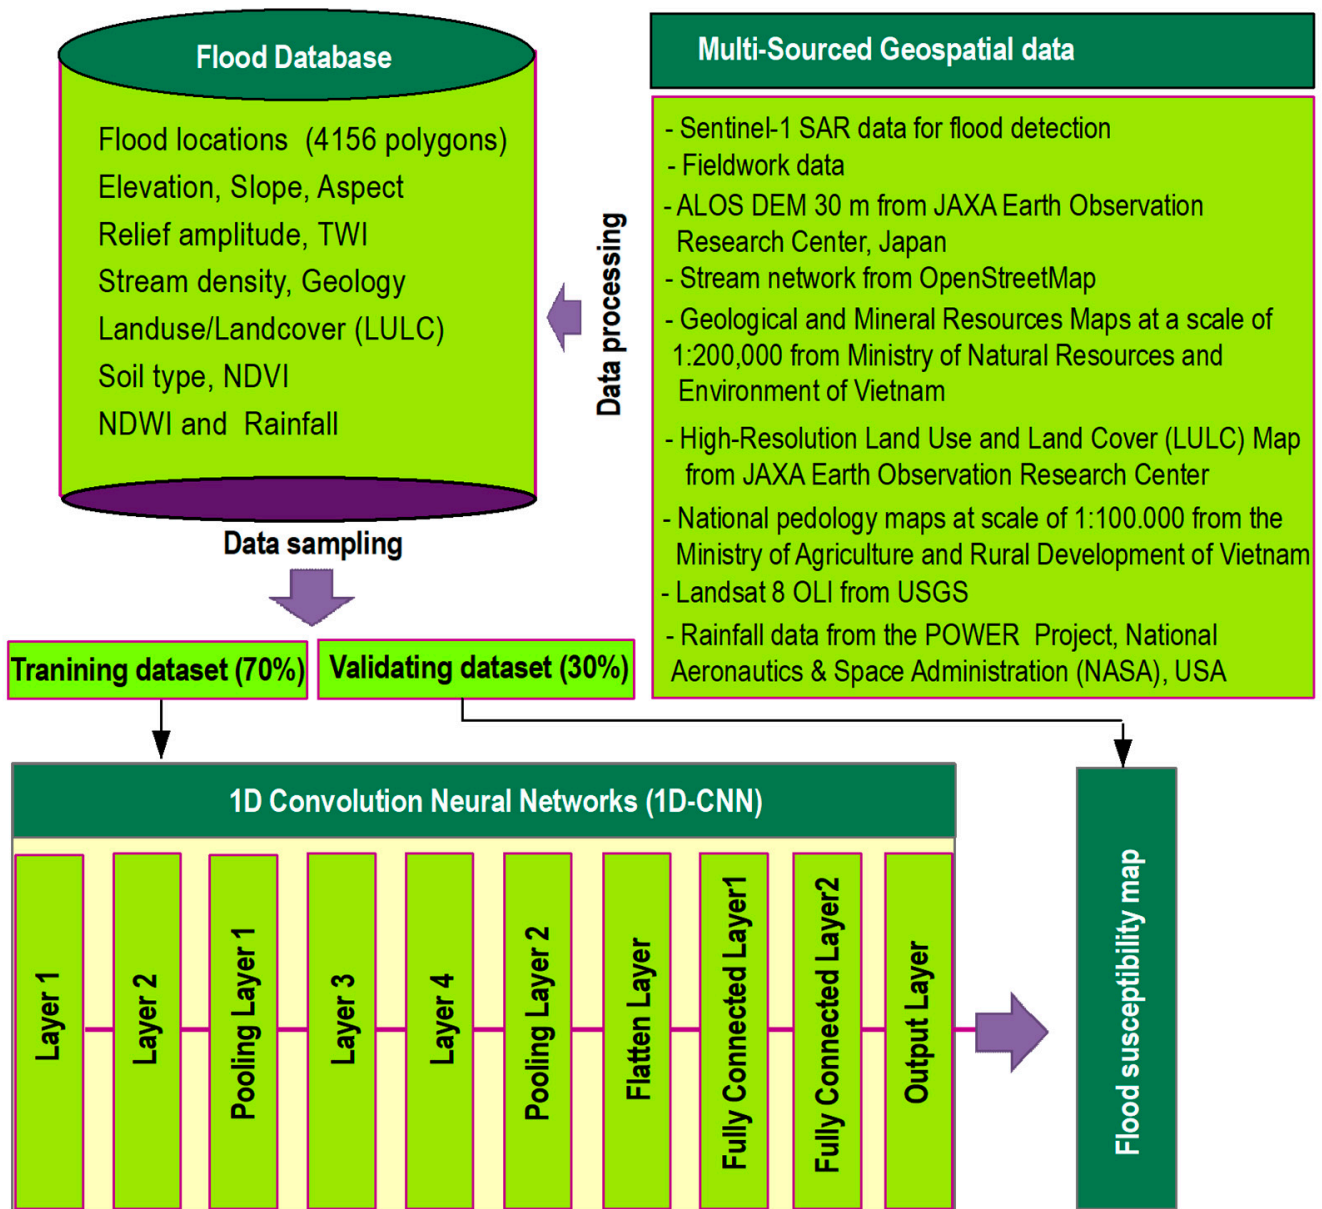 Flood Database
Flood locations (4156 polygons)
Elevation, Slope, Aspect
Relief amplitude, TWI
Stream density, Geology
Landuse/Landcover (LULC)
Soil type, NDVI
NDWI and Rainfall
Data processing
Multi-Sourced Geospatial data
- Sentinel-1 SAR data for flood detection
- Fieldwork data
- ALOS DEM 30 m from JAXA Earth Observation
Research Center, Japan
- Stream network from OpenStreetMap
- Geological and Mineral Resources Maps at a scale of
1:200,000 from Ministry of Natural Resources and
Environment of Vietnam
- High-Resolution Land Use and Land Cover (LULC) Map
from JAXA Earth Observation Research Center
- National pedology maps at scale of 1:100.000 from the
Ministry of Agriculture and Rural Development of Vietnam
- Landsat 8 OLI from USGS
- Rainfall data from the POWER Project, National
Aeronautics & Space Administration (NASA), USA
Data sampling
Tranining dataset (70%)
Validating dataset (30%)
1D Convolution Neural Networks (1D-CNN)
Layer 1
Layer 2
Pooling Layer 1
Layer 3
Layer 4
Pooling Layer 2
Flatten Layer
Fully Connected Layer1
Fully Connected Layer2
Output Layer
Flood susceptibility map